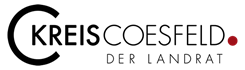 KREISCOESFELD.
DER LANDRAT